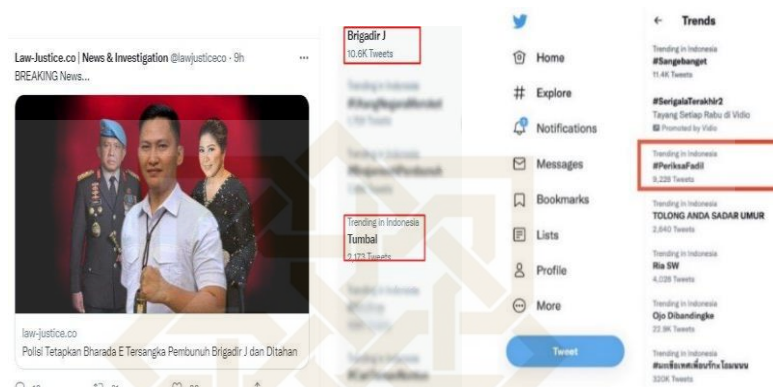 Law-Justice.co | News & Investigation @lawjusticeco · 9h
BREAKING News...
law-justice.co
Polisi Tetapkan Bharada E Tersangka Pembunuh Brigadir J dan Ditahan
Brigadir J
10.6K Tweets
Trending in Indonesia
Tumbal
2,173 Tweets
Home
Explore
Notifications
Messages
Bookmarks
Lists
Profile
More
Tweet
← Trends
Trending in Indonesia
#Sangebanget
11.4K Tweets
#SerigalaTerakhir2
Tayang Setiap Rabu di Vidio
Promoted by Vidio
Trending in Indonesia
#PeriksaFadil
9,228 Tweets
Trending in Indonesia
TOLONG ANDA SADAR UMUR
2,640 Tweets
Trending in Indonesia
Ria SW
4,028 Tweets
Trending in Indonesia
Ojo Dibandingke
22.9K Tweets
Trending in Indonesia
320K Tweets